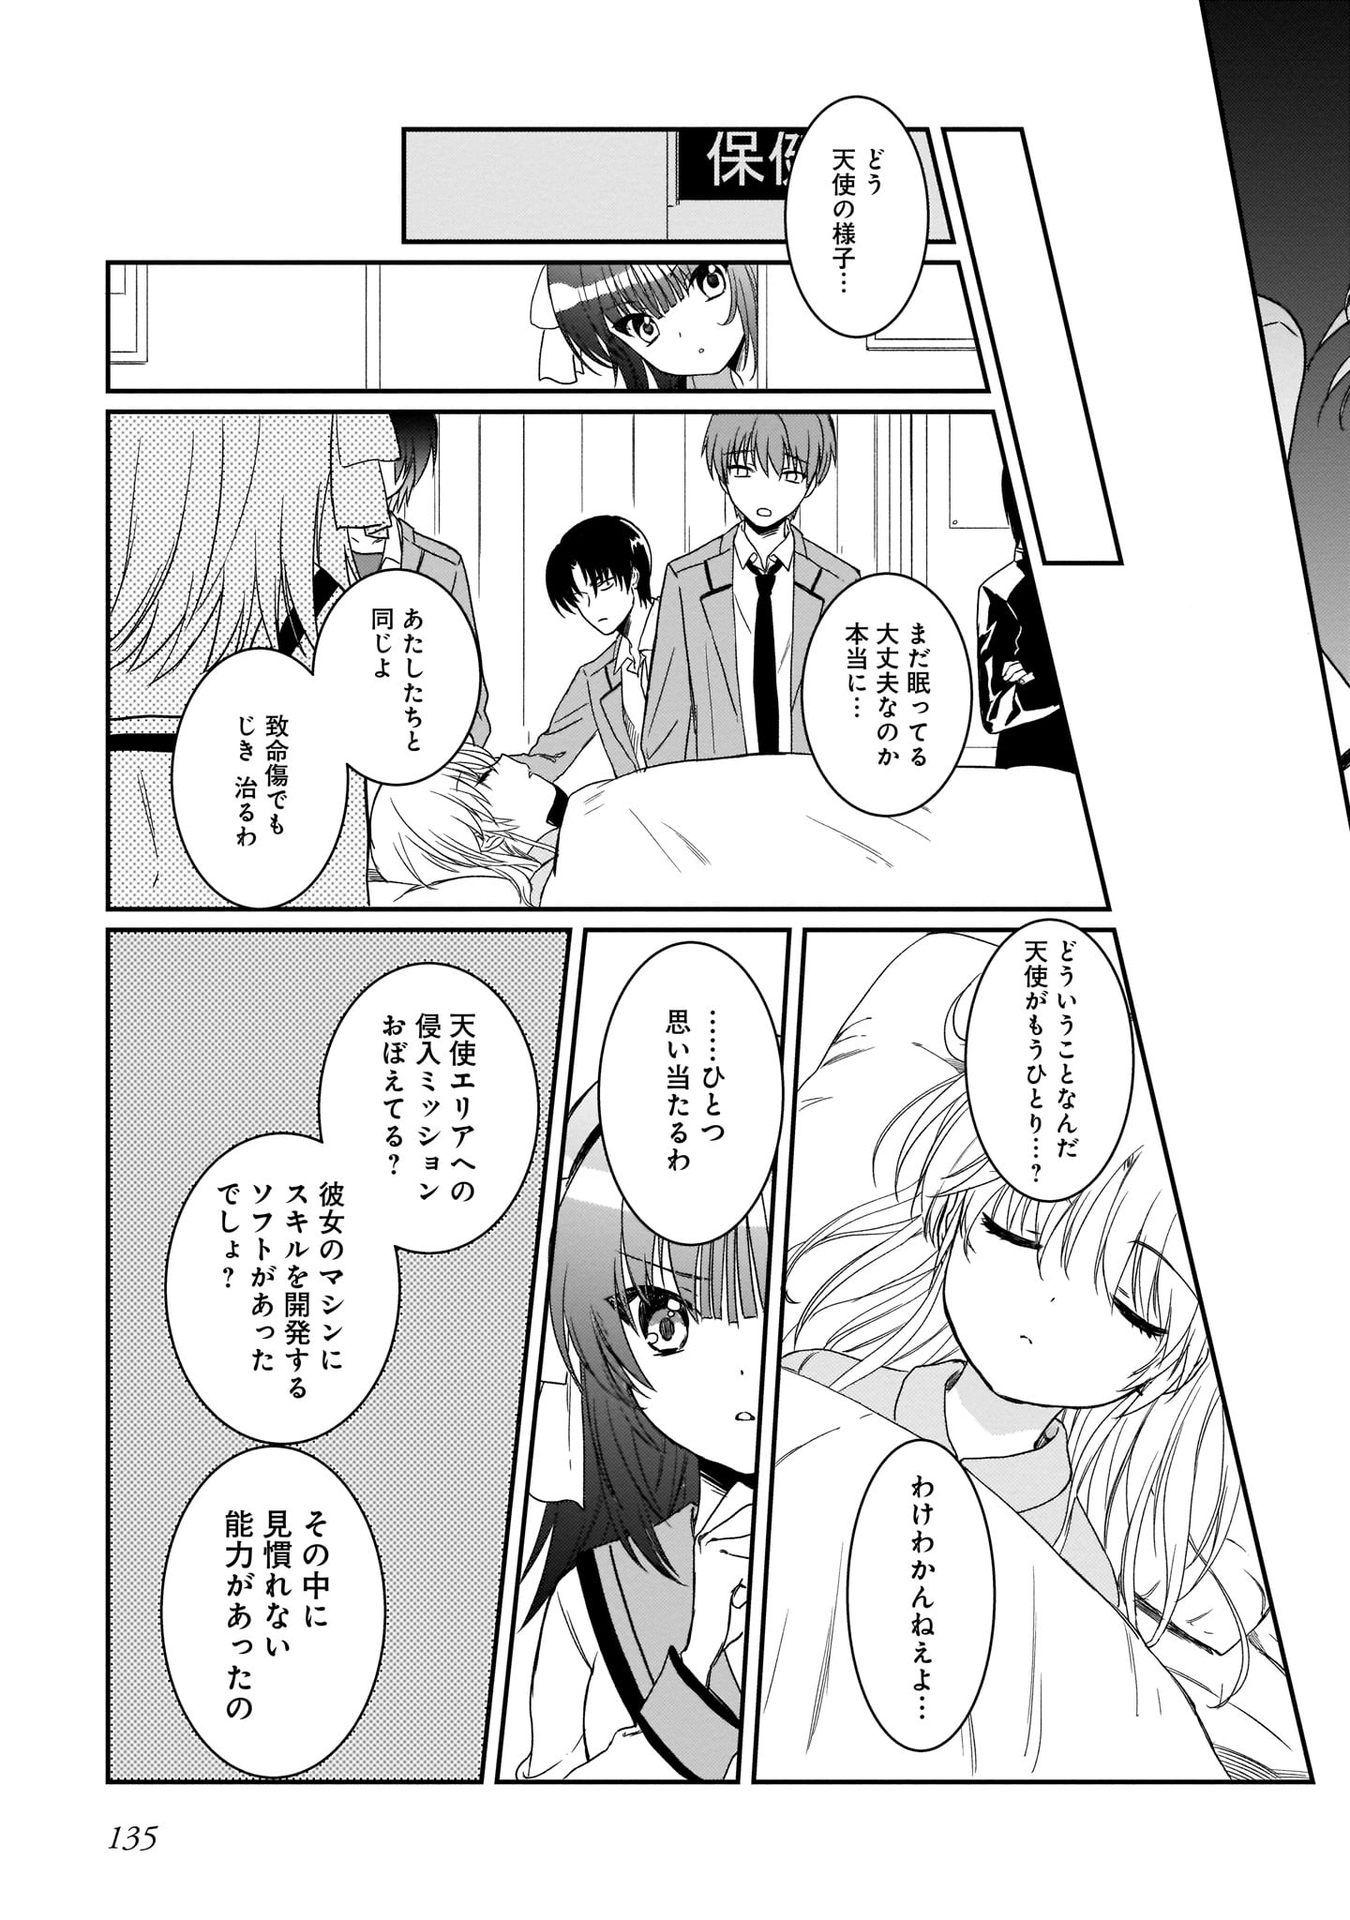 保健
どう
天使の様子…
まだ眠ってる
大丈夫なのか
本当に…
あたしたちと
同じよ
致命傷でも
じき 治るわ
どういうことなんだ
天使がもうひとり…?
わけわかんねえよ…
……ひとつ
思い当たるわ
天使エリアへの
侵入ミッション
おぼえてる?
彼女のマシンに
スキルを開発する
ソフトがあった
でしょ?
その中に
見慣れない
能力があったの
135